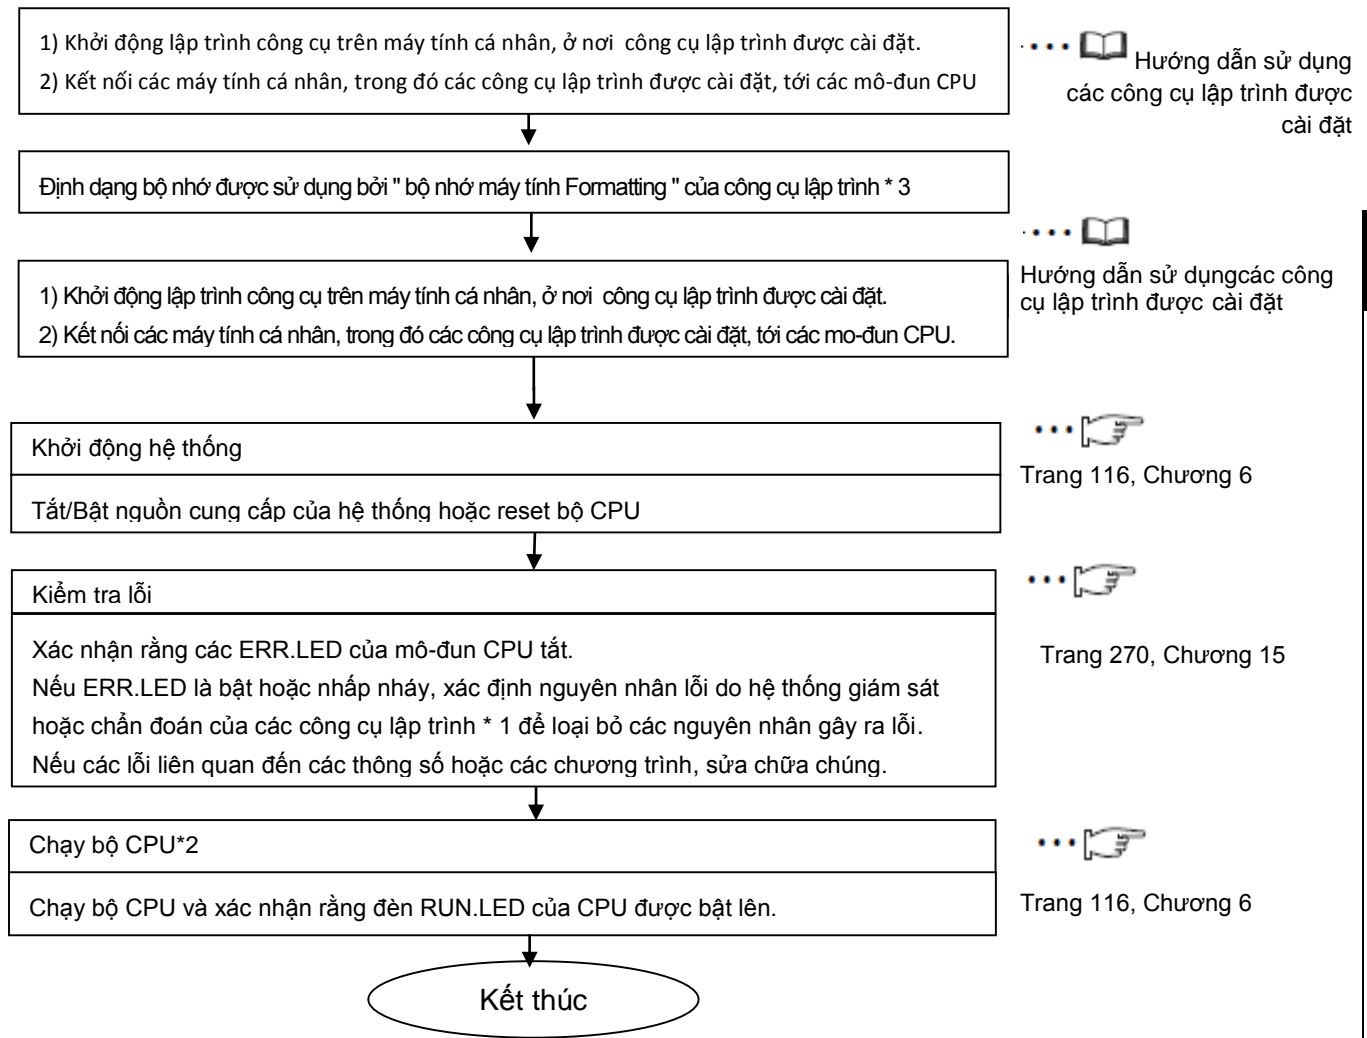 1) Khởi động lập trình công cụ trên máy tính cá nhân, ở nơi công cụ lập trình được cài đặt.
2) Kết nối các máy tính cá nhân, trong đó các công cụ lập trình được cài đặt, tới các mô-đun CPU
Hướng dẫn sử dụng
các công cụ lập trình được
cài đặt
Định dạng bộ nhớ được sử dụng bởi " bộ nhớ máy tính Formatting " của công cụ lập trình * 3
1) Khởi động lập trình công cụ trên máy tính cá nhân, ở nơi công cụ lập trình được cài đặt.
2) Kết nối các máy tính cá nhân, trong đó các công cụ lập trình được cài đặt, tới các mo-đun CPU.
Hướng dẫn sử dụngcác công
cụ lập trình được cài đặt
Khởi động hệ thống
Tắt/Bật nguồn cung cấp của hệ thống hoặc reset bộ CPU
Trang 116, Chương 6
Kiểm tra lỗi
Xác nhận rằng các ERR.LED của mô-đun CPU tắt.
Nếu ERR.LED là bật hoặc nhấp nháy, xác định nguyên nhân lỗi do hệ thống giám sát
hoặc chẩn đoán của các công cụ lập trình * 1 để loại bỏ các nguyên nhân gây ra lỗi.
Nếu các lỗi liên quan đến các thông số hoặc các chương trình, sửa chữa chúng.
Trang 270, Chương 15
Chạy bộ CPU*2
Chạy bộ CPU và xác nhận rằng đèn RUN.LED của CPU được bật lên.
Trang 116, Chương 6
Kết thúc